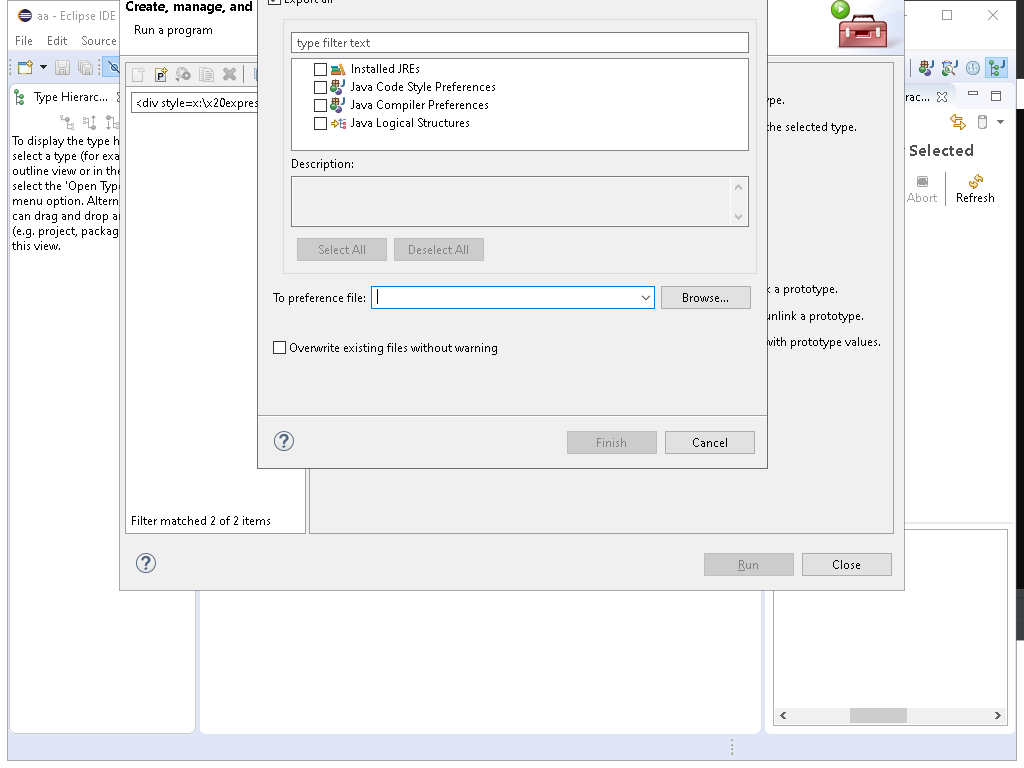 aa - Eclipse IDE
Create, manage, and
Run a program
Export all
File Edit Source
type filter text
Installed JREs
Java Code Style Preferences
Java Compiler Preferences
Java Logical Structures
Type Hierarc...
rac...
<div style=x:\x20expres
ype.
the selected type.
To display the type h
select a type (for exa
outline view or in the
select the 'Open Type
menu option. Altern
can drag and drop a
(e.g. project, packag
this view.
Description:
Selected
Abort
Refresh
Select All
Deselect All
To preference file:
Browse...
k a prototype.
unlink a prototype.
with prototype values.
Overwrite existing files without warning
Finish
Cancel
Filter matched 2 of 2 items
Run
Close